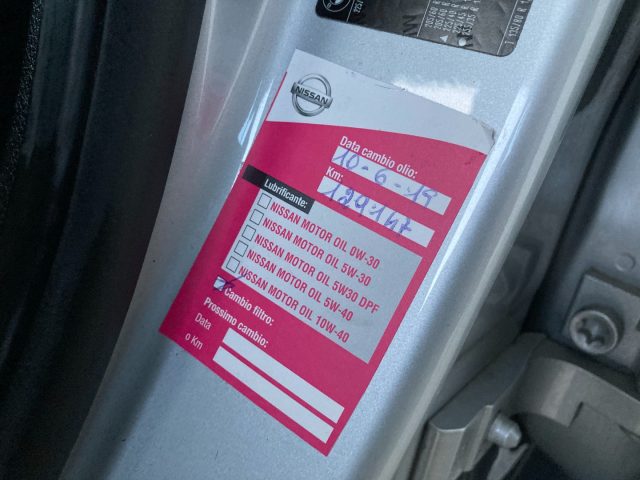 NISSAN
Data cambio olio:
10-6-19
Km:
129.147
Lubrificante:
NISSAN MOTOR OIL 0W-30
NISSAN MOTOR OIL 5W-30
NISSAN MOTOR OIL 5W30 DPF
NISSAN MOTOR OIL 5W-40
NISSAN MOTOR OIL 10W-40
Cambio filtro:
Prossimo cambio:
Data
o Km